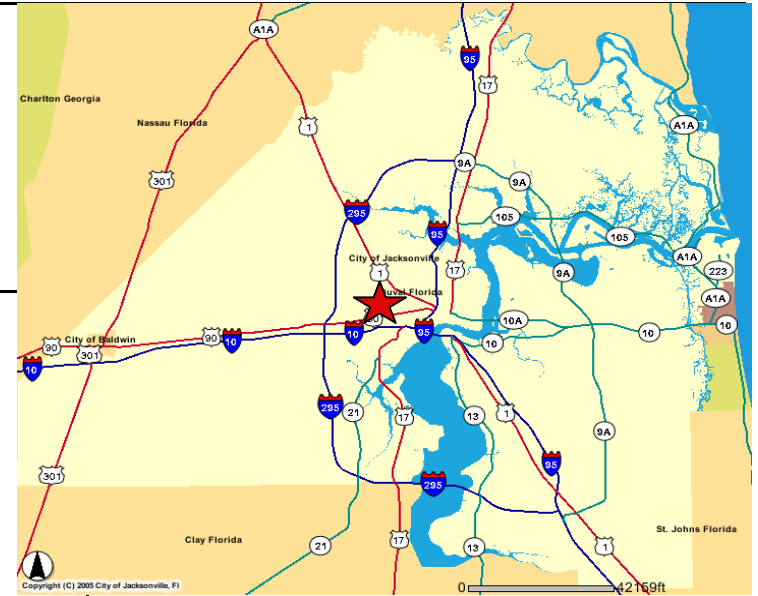 A1A
95
17
Charlton Georgia
Nassau Florida
1
A1A
9A
301
9A
295
105
95
105
City of Jacksonville
A1A
1
17
9A
223
Duval Florida
A1A
90
10A
10
95
10
90
10
City of Baldwin
10
90
301
10
295
21
17
13
1
9A
95
301
295
St. Johns Florida
Clay Florida
17
21
13
1
Copyright (C) 2005 City of Jacksonville, Fl
0
42159ft